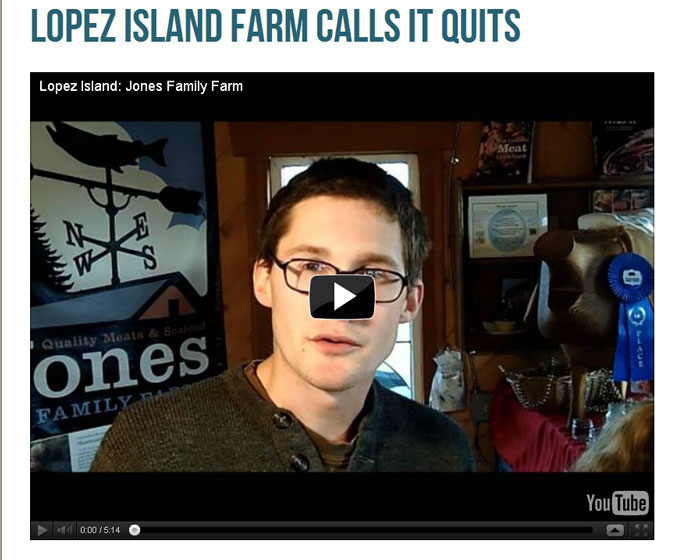 LOPEZ ISLAND FARM CALLS IT QUITS
Lopez Island: Jones Family Farm
Meat
N E
W S
Quality Meats & Seafood
ones
FAMILY
PLACE
YouTube
0:00 / 5:14